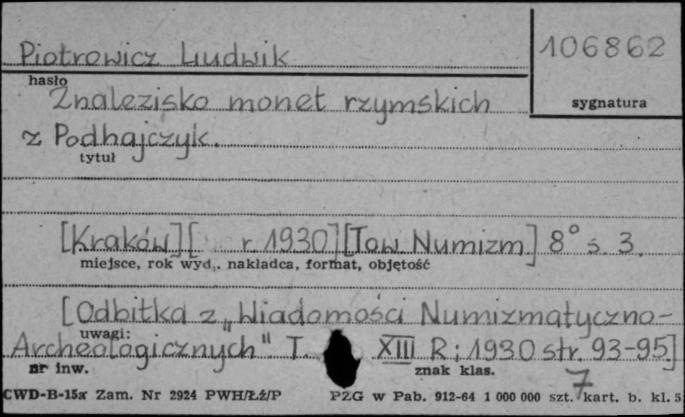 Piotrowicz Ludwik
106862
hasło
sygnatura
Znalezisko monet rzymskich
z Podhajczyk.
tytuł
[Kraków] [ r. 1930] [Tow. Numizm.] 8° s. 3.
miejsce, rok wyd., nakładca, format, objętość
[Odbitka z „Wiadomości Numizmatyczno-
uwagi:
Archeologicznych" T. XIII R: 1930 str. 93-95]
nr inw.
znak klas.
7
CWD-B-15a Zam. Nr 2924 PWH/Łź/P PZG w Pab. 912-64 1 000 000 szt. kart. b. kl. 5